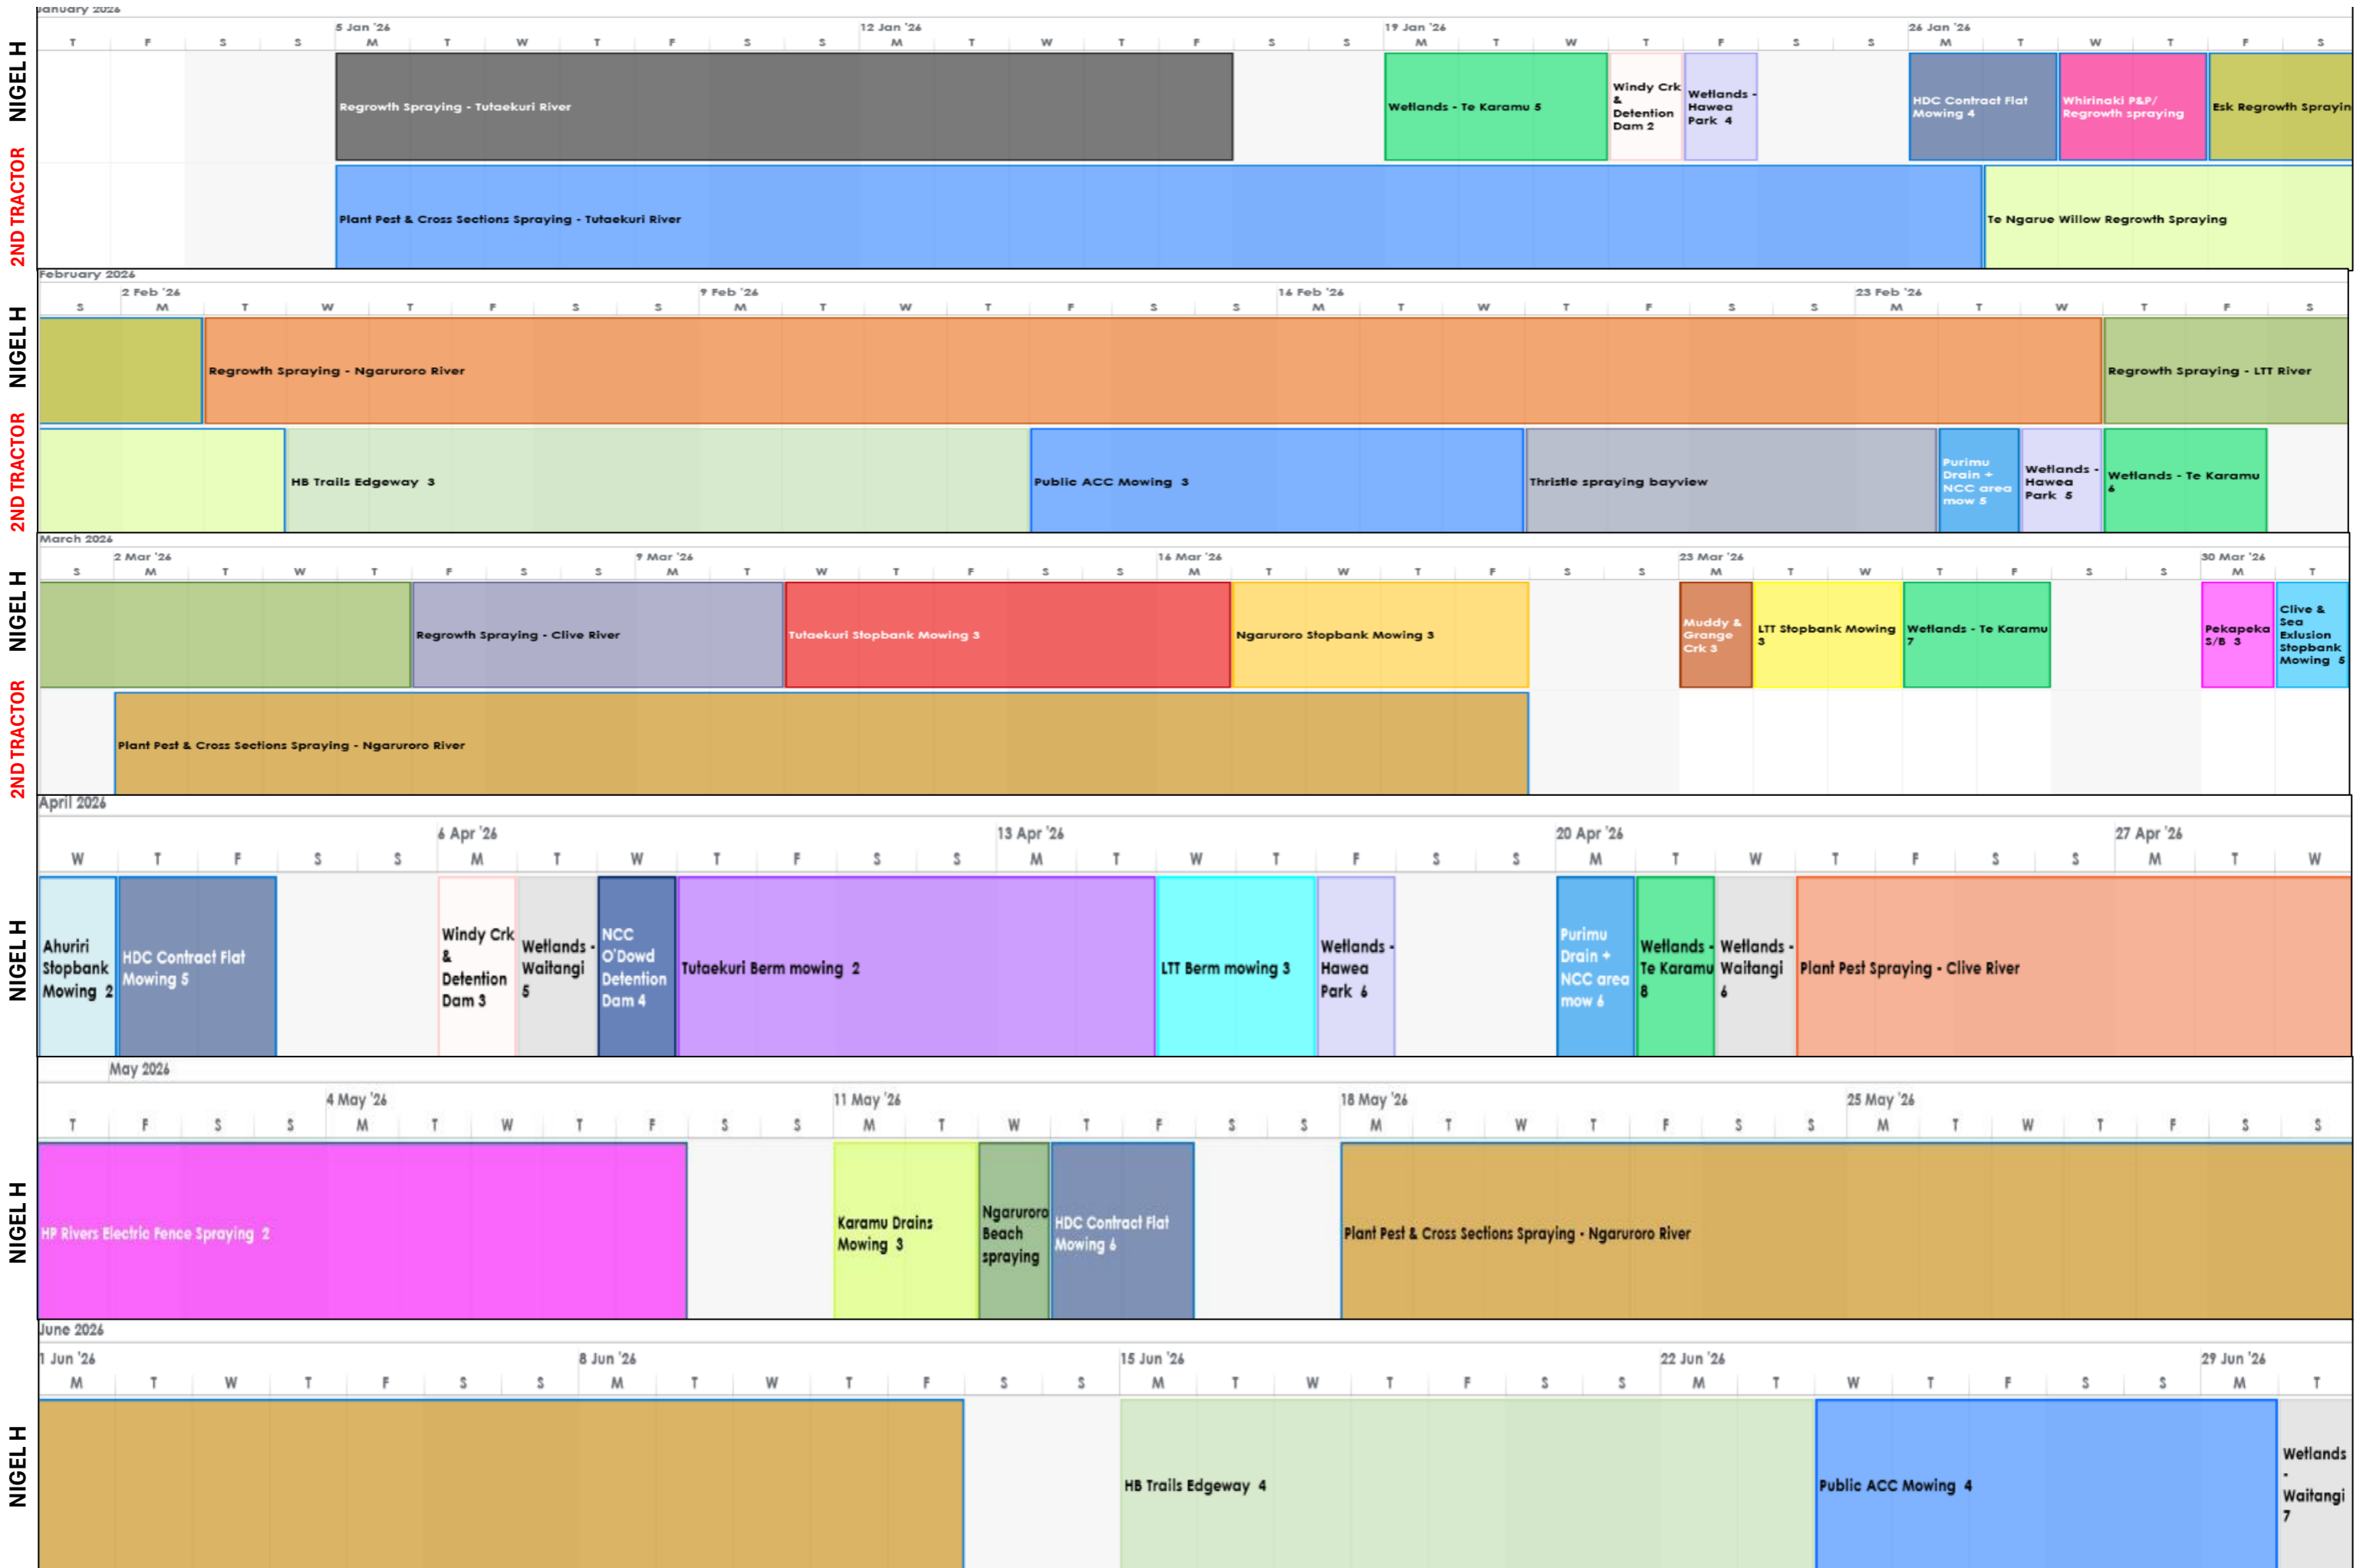 January 2026
5 Jan '26 12 Jan '26 19 Jan '26 26 Jan '26
T F S S M T W T F S S M T W T F S S M T W T F S S M T W T F S
NIGEL H
Regrowth Spraying - Tutaekuri River
Wetlands - Te Karamu 5
Windy Crk
&
Detention
Dam 2
Wetlands -
Hawea
Park 4
HDC Contract Flat
Mowing 4
Whirinaki P&P/
Regrowth spraying
Esk Regrowth Sprayin
2ND TRACTOR
Plant Pest & Cross Sections Spraying - Tutaekuri River
Te Ngarue Willow Regrowth Spraying
February 2026
2 Feb '26 9 Feb '26 16 Feb '26 23 Feb '26
S M T W T F S S M T W T F S S M T W T F S S M T W T F S
NIGEL H
Regrowth Spraying - Ngaruroro River
Regrowth Spraying - LTT River
2ND TRACTOR
HB Trails Edgeway 3
Public ACC Mowing 3
Thristle spraying bayview
Purimu
Drain +
NCC area
mow 5
Wetlands -
Hawea
Park 5
Wetlands - Te Karamu
6
March 2026
2 Mar '26 9 Mar '26 16 Mar '26 23 Mar '26 30 Mar '26
S M T W T F S S M T W T F S S M T W T F S S M T W T F S S M T
NIGEL H
Regrowth Spraying - Clive River
Tutaekuri Stopbank Mowing 3
Ngaruroro Stopbank Mowing 3
Muddy &
Grange
Crk 3
LTT Stopbank Mowing
3
Wetlands - Te Karamu
7
Pekapeka
S/B 3
Clive &
Sea
Exlusion
Stopbank
Mowing 5
2ND TRACTOR
Plant Pest & Cross Sections Spraying - Ngaruroro River
April 2026
6 Apr '26 13 Apr '26 20 Apr '26 27 Apr '26
W T F S S M T W T F S S M T W T F S S M T W T F S S M T W
NIGEL H
Ahuriri
Stopbank
Mowing 2
HDC Contract Flat
Mowing 5
Windy Crk
&
Detention
Dam 3
Wetlands -
Waitangi
5
NCC
O'Dowd
Detention
Dam 4
Tutaekuri Berm mowing 2
LTT Berm mowing 3
Wetlands -
Hawea
Park 6
Purimu
Drain +
NCC area
mow 6
Wetlands -
Te Karamu
8
Wetlands -
Waitangi
6
Plant Pest Spraying - Clive River
May 2026
4 May '26 11 May '26 18 May '26 25 May '26
T F S S M T W T F S S M T W T F S S M T W T F S S M T W T F S S
NIGEL H
HP Rivers Electric Fence Spraying 2
Karamu Drains
Mowing 3
Ngaruroro
Beach
spraying
HDC Contract Flat
Mowing 6
Plant Pest & Cross Sections Spraying - Ngaruroro River
June 2026
1 Jun '26 8 Jun '26 15 Jun '26 22 Jun '26 29 Jun '26
M T W T F S S M T W T F S S M T W T F S S M T W T F S S M T
NIGEL H
HB Trails Edgeway 4
Public ACC Mowing 4
Wetlands
-
Waitangi
7